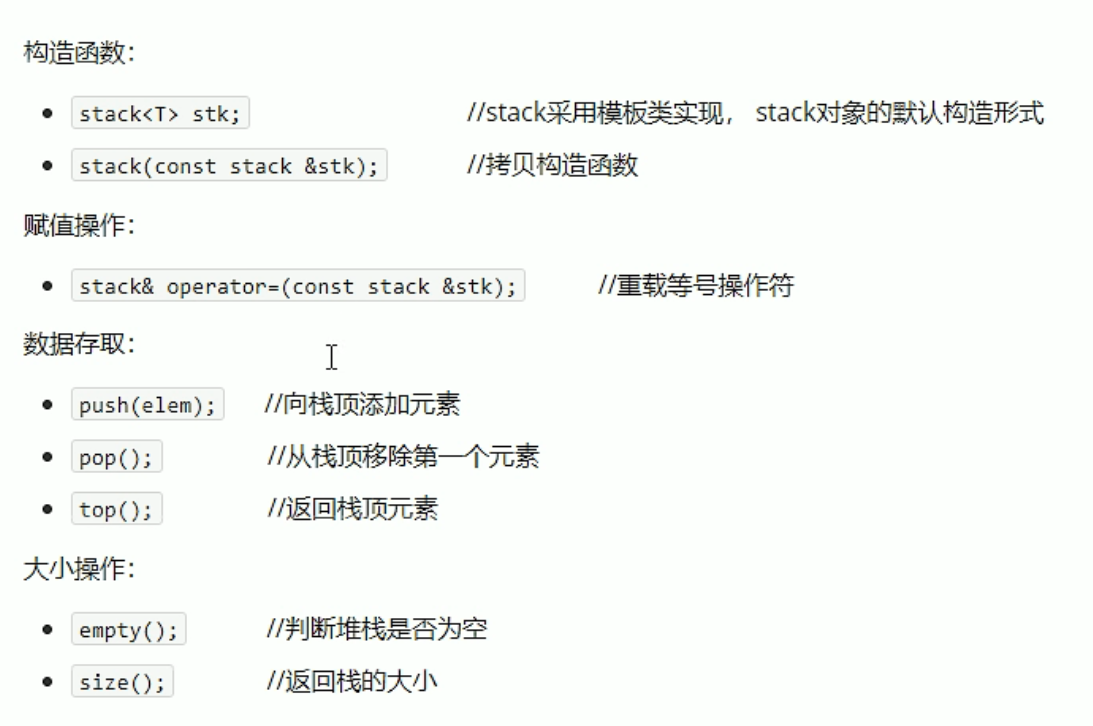 构造函数：
stack<T> stk; //stack采用模板类实现， stack对象的默认构造形式
stack(const stack &stk); //拷贝构造函数
赋值操作：
stack& operator=(const stack &stk); //重载等号操作符
数据存取：
push(elem); //向栈顶添加元素
pop(); //从栈顶移除第一个元素
top(); //返回栈顶元素
大小操作：
empty(); //判断堆栈是否为空
size(); //返回栈的大小